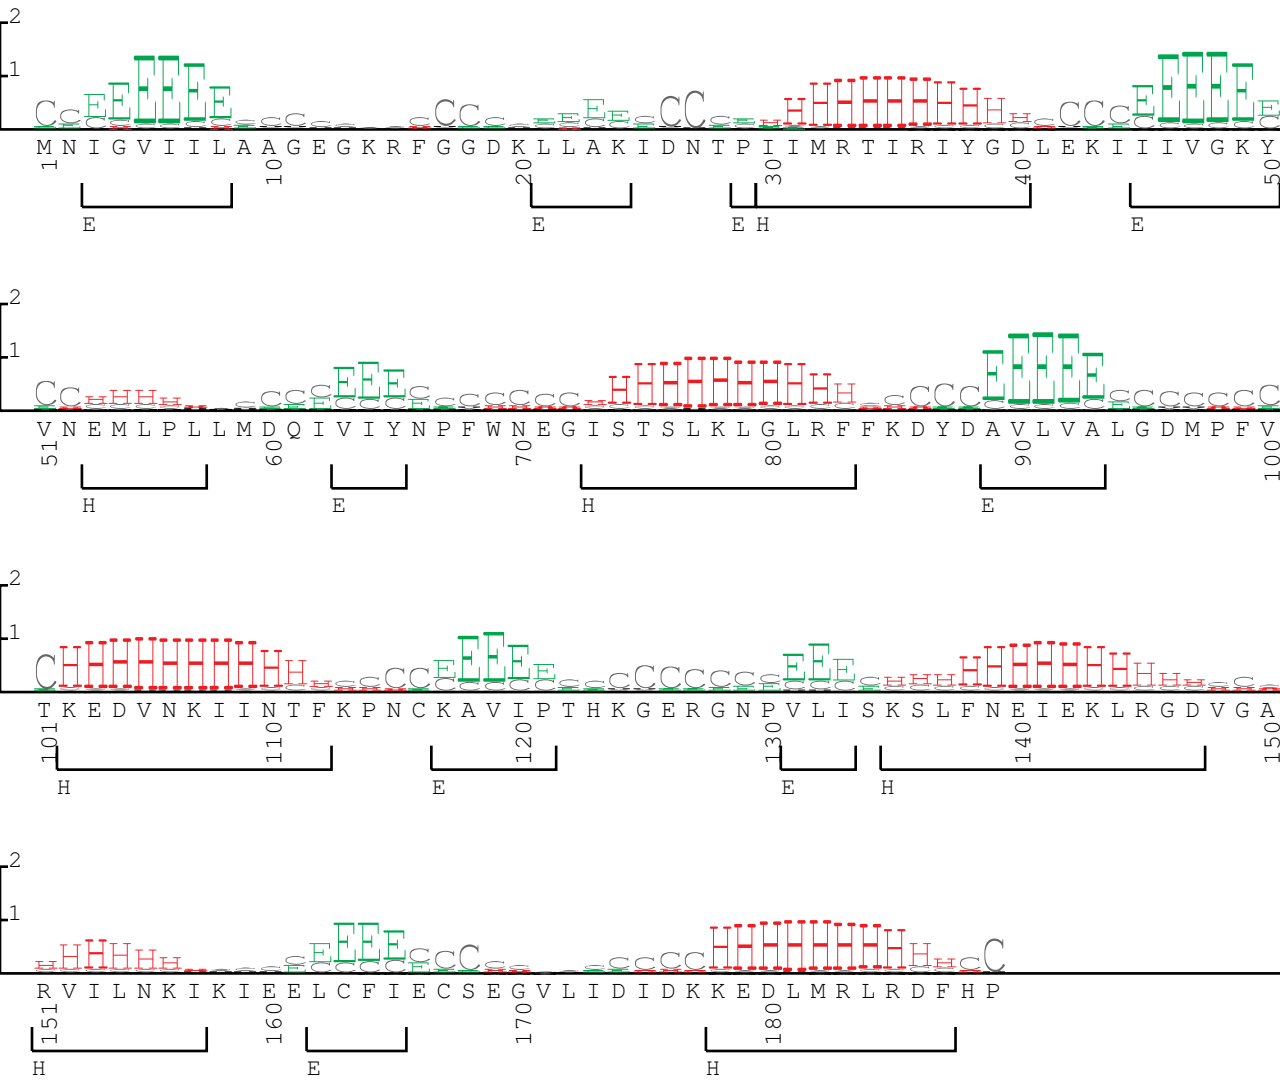 2
1
M N I G V I I L A A G E G K R F G G D K L L A K I D N T P I I M R T I R I Y G D L E K I I I V G K Y
1 10 20 30 40 50
E E E H E
2
1
V N E M L P L L M D Q I V I Y N P F W N E G I S T S L K L G L R F F K D Y D A V L V A L G D M P F V
51 60 70 80 90 100
H E H E
2
1
T K E D V N K I I N T F K P N C K A V I P T H K G E R G N P V L I S K S L F N E I E K L R G D V G A
101 110 120 130 140 150
H E E H
2
1
R V I L N K I K I E E L C F I E C S E G V L I D I D K K E D L M R L R D F H P
151 160 170 180
H E H